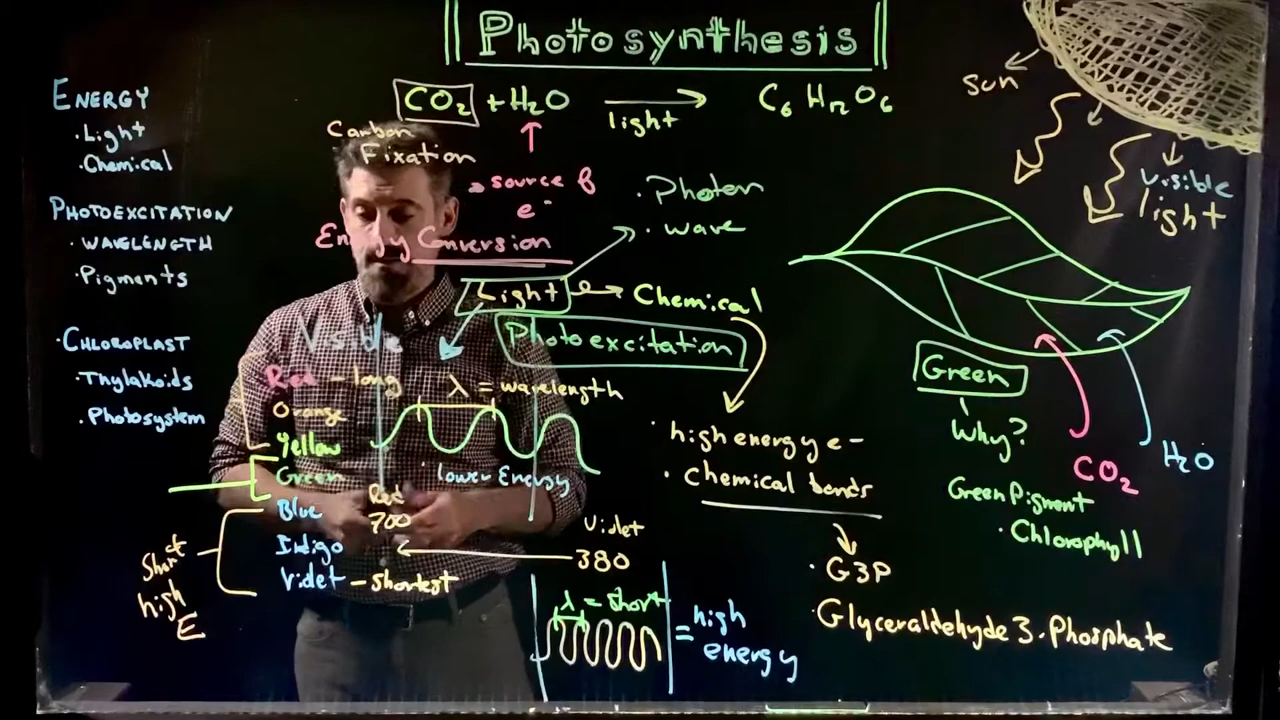 Photosynthesis
CO₂ + H₂O light C₆ H₁₂ O₆
Carbon
Fixation
source of
e⁻
Energy Conversion
ENERGY
· Light
· Chemical
PHOTOEXCITATION
· WAVELENGTH
· Pigments
· CHLOROPLAST
· Thylakoids
· Photosystem
· Photon
· wave
Light Chemical
Photoexcitation
Visible
Red - long
Orange
Yellow
Green
Blue
Indigo
Violet - shortest
λ = wavelength
lower Energy
Red
700
Violet
380
Short
high
E
λ = short
= high
energy
· high energy e-
· chemical bonds
· G3P
· Glyceraldehyde 3-Phosphate
sun
visible
light
Green
Why?
Green Pigment
· Chlorophyll
CO₂
H₂O